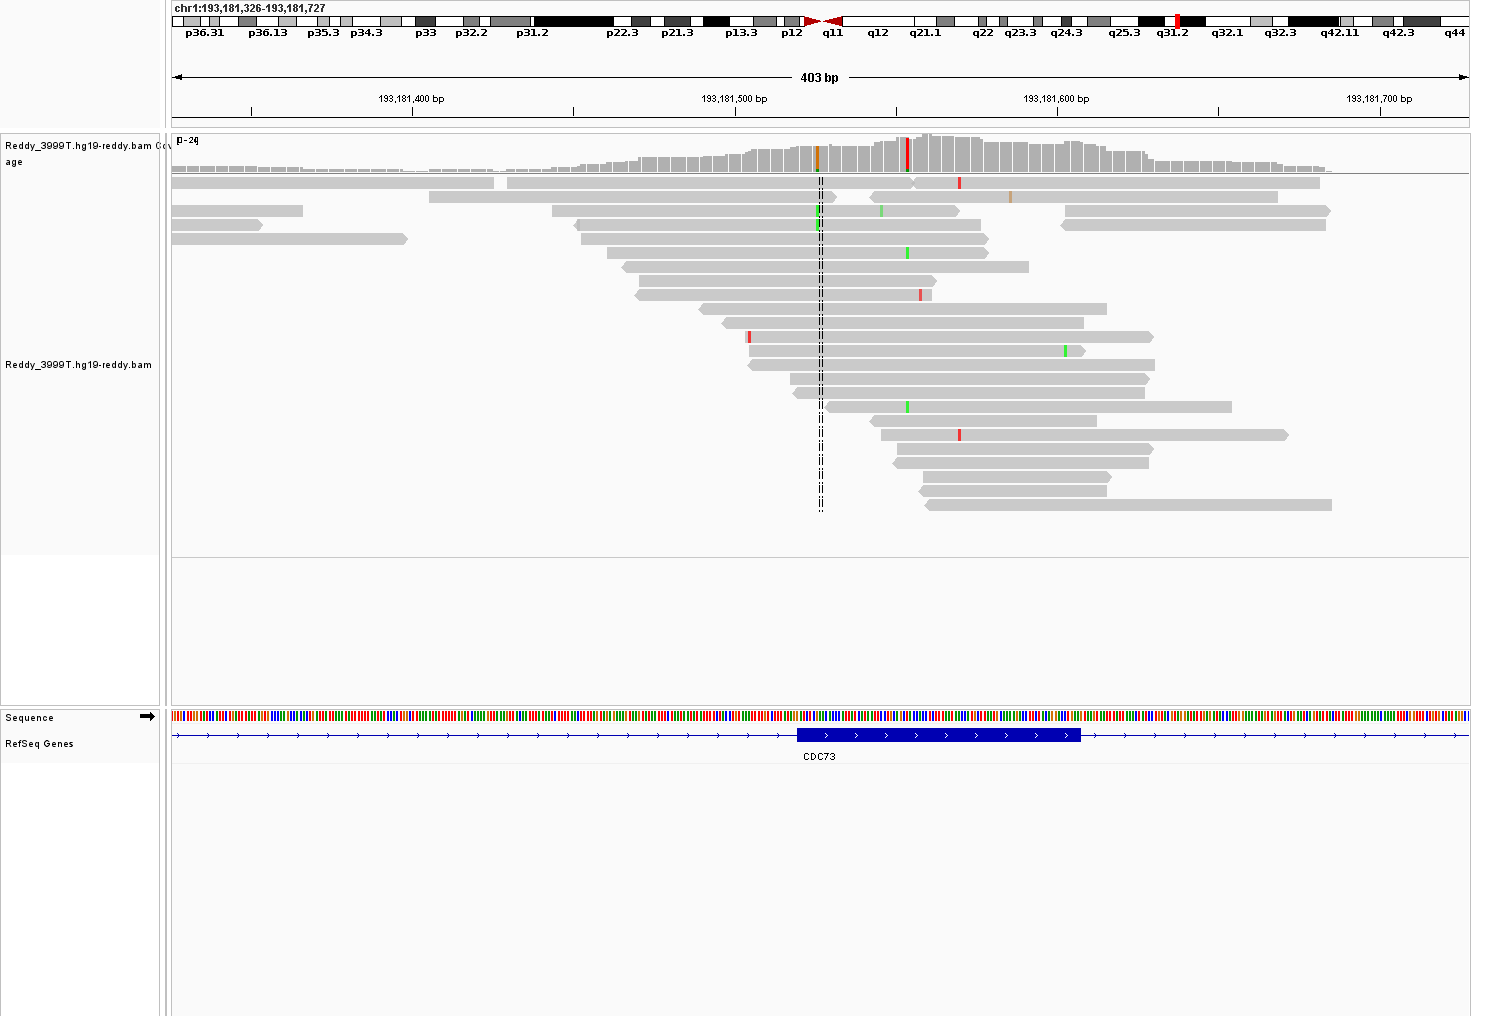 chr1:193,181,326-193,181,727
p36.31 p36.13 p35.3 p34.3 p33 p32.2 p31.2 p22.3 p21.3 p13.3 p12 q11 q12 q21.1 q22 q23.3 q24.3 q25.3 q31.2 q32.1 q32.3 q42.11 q42.3 q44
403 bp
193,181,400 bp 193,181,500 bp 193,181,600 bp 193,181,700 bp
Reddy_3999T.hg19-reddy.bam Cov
age
Reddy_3999T.hg19-reddy.bam
Sequence
RefSeq Genes
CDC73